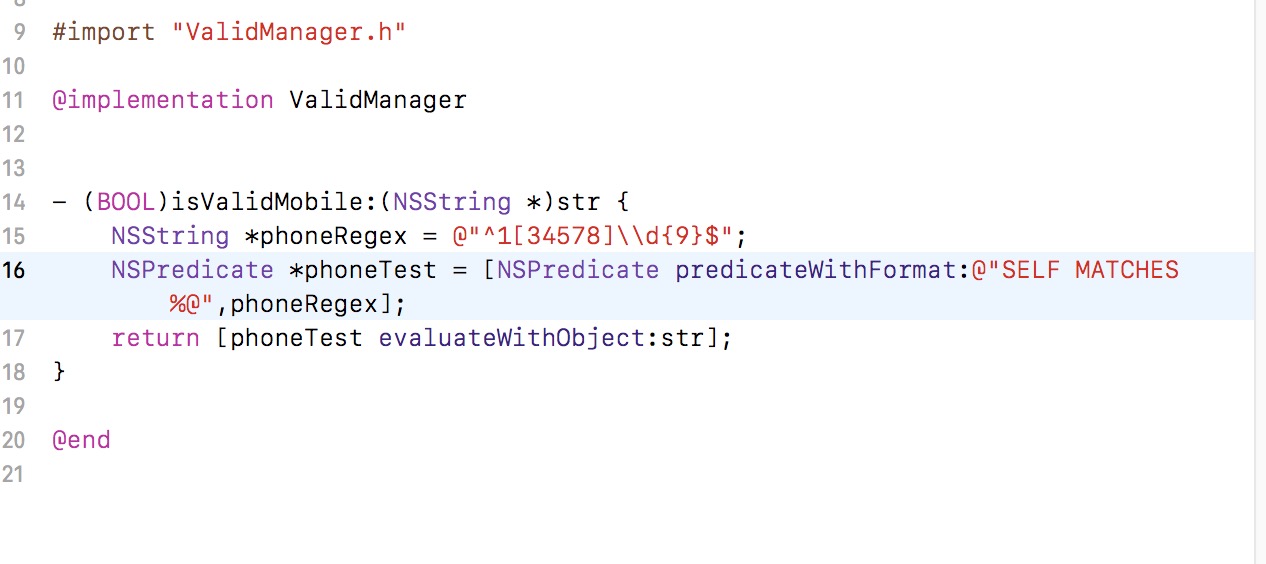 9 #import "ValidManager.h"
10
11 @implementation ValidManager
12
13
14 - (BOOL)isValidMobile:(NSString *)str {
15     NSString *phoneRegex = @"^1[34578]\\d{9}$";
16     NSPredicate *phoneTest = [NSPredicate predicateWithFormat:@"SELF MATCHES
        %@",phoneRegex];
17     return [phoneTest evaluateWithObject:str];
18 }
19
20 @end
21